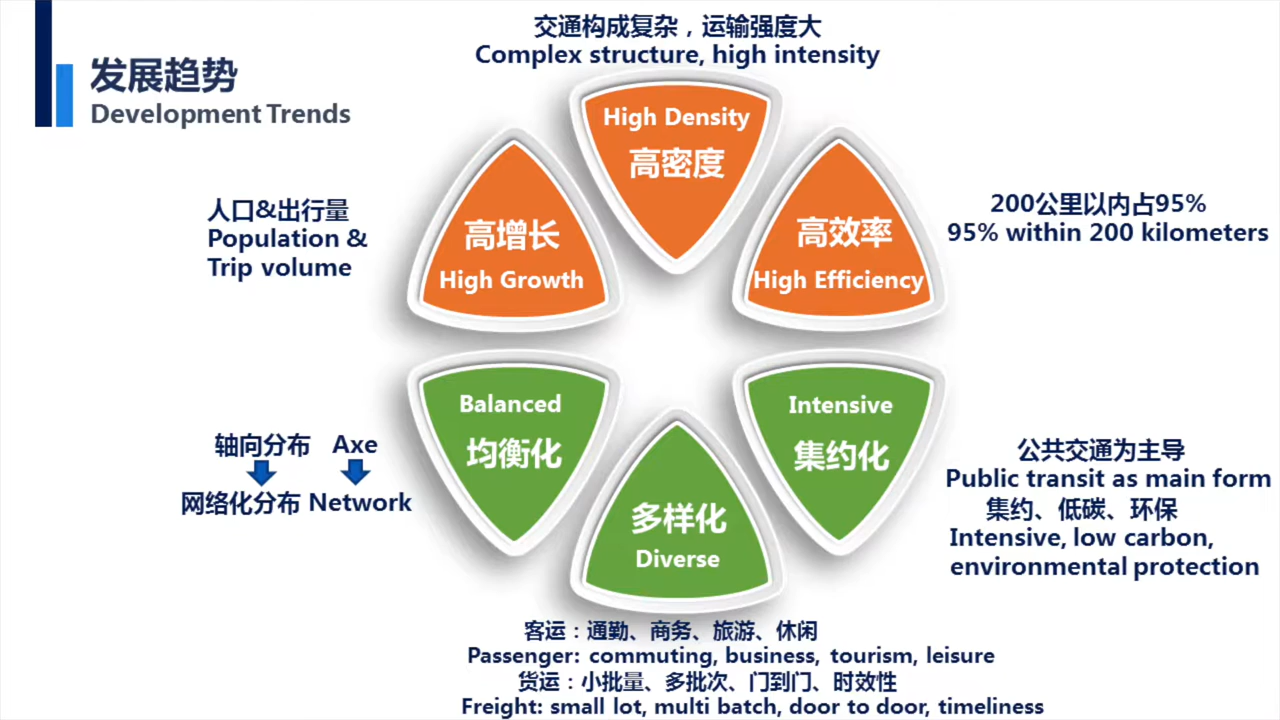 发展趋势
Development Trends
交通构成复杂，运输强度大
Complex structure, high intensity
High Density
高密度
人口&出行量
Population &
Trip volume
高增长
High Growth
高效率
High Efficiency
200公里以内占95%
95% within 200 kilometers
轴向分布 Axe
网络化分布 Network
Balanced
均衡化
多样化
Diverse
Intensive
集约化
公共交通为主导
Public transit as main form
集约、低碳、环保
Intensive, low carbon,
environmental protection
客运：通勤、商务、旅游、休闲
Passenger: commuting, business, tourism, leisure
货运：小批量、多批次、门到门、时效性
Freight: small lot, multi batch, door to door, timeliness